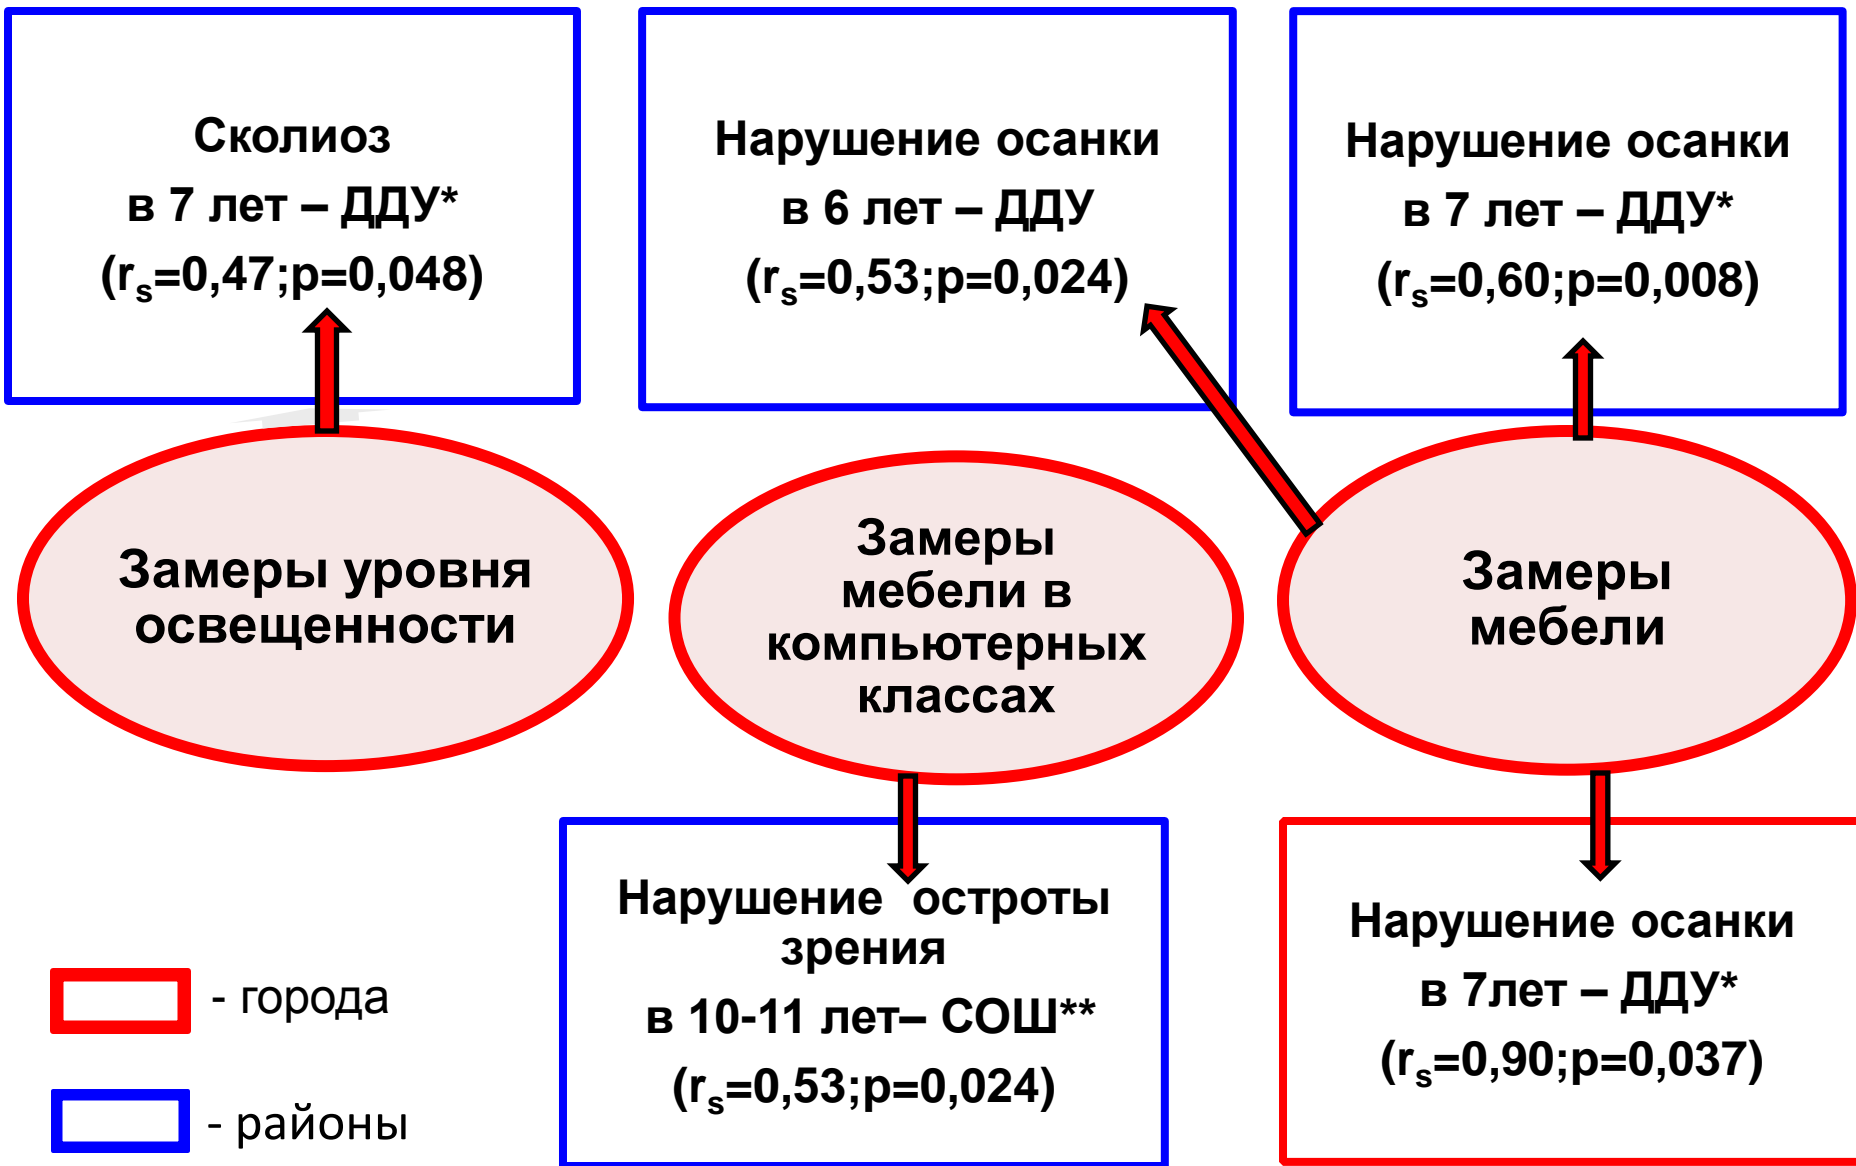 Сколиоз
в 7 лет – ДДУ*
(rs=0,47;p=0,048)
Нарушение осанки
в 6 лет – ДДУ
(rs=0,53;p=0,024)
Нарушение осанки
в 7 лет – ДДУ*
(rs=0,60;p=0,008)
Замеры уровня
освещенности
Замеры
мебели в
компьютерных
классах
Замеры
мебели
Нарушение остроты
зрения
в 10-11 лет– СОШ**
(rs=0,53;p=0,024)
Нарушение осанки
в 7лет – ДДУ*
(rs=0,90;p=0,037)
- города
- районы